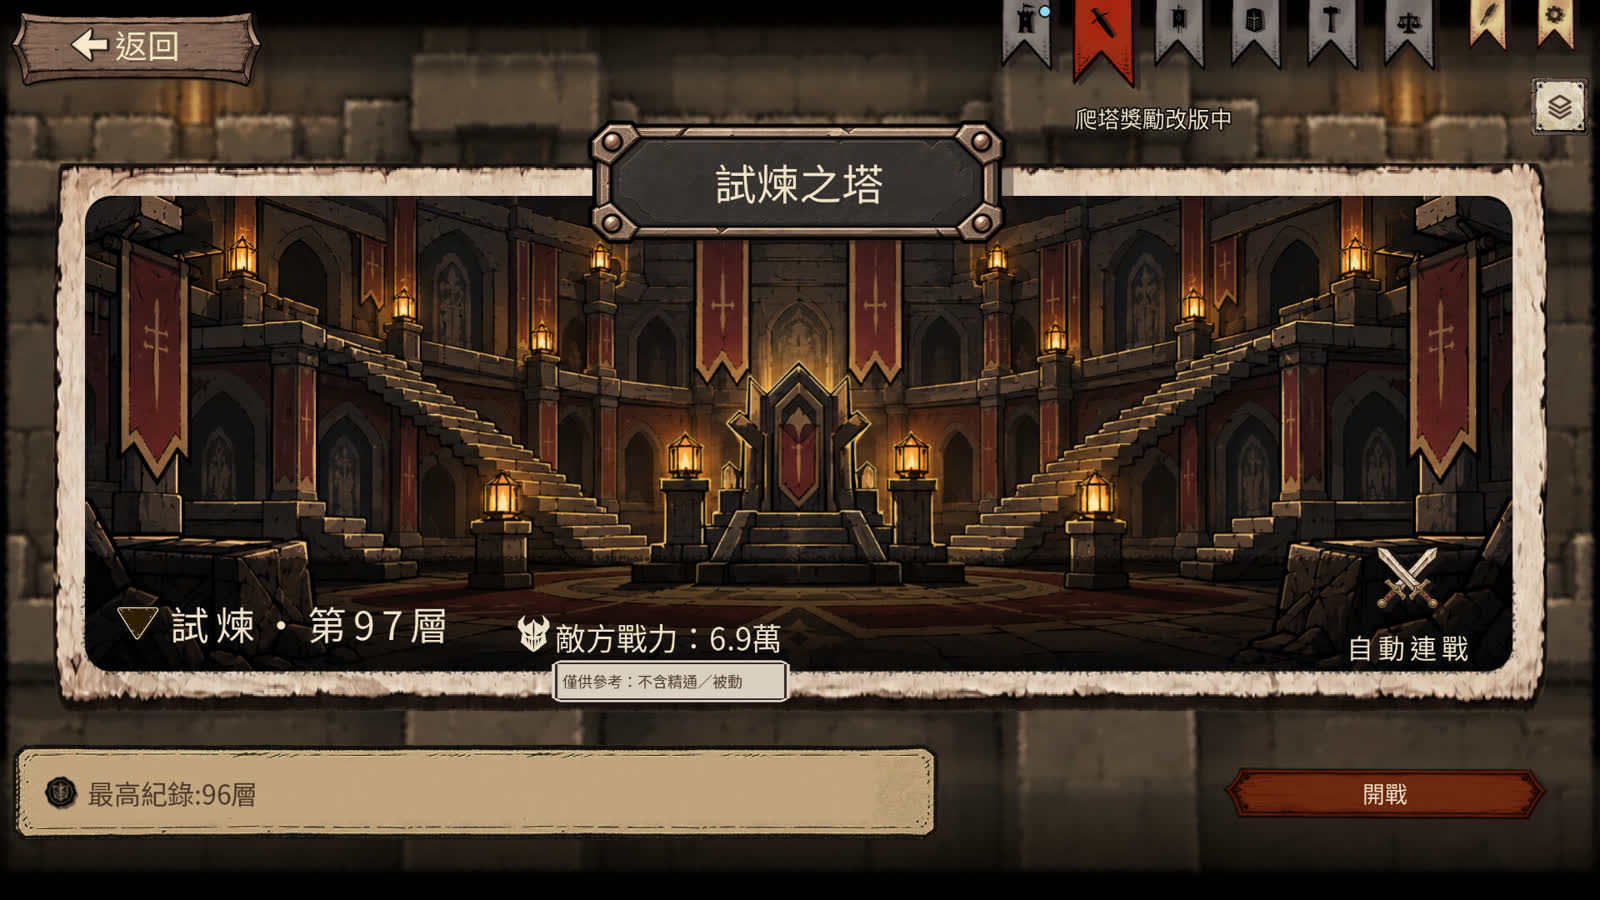 返回
爬塔獎勵改版中
試煉之塔
試煉・第97層
敵方戰力：6.9萬
僅供參考：不含精通／被動
自動連戰
最高紀錄:96層
開戰